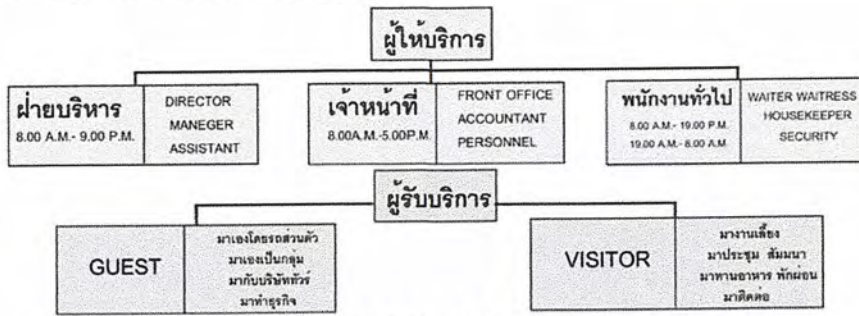 ผู้ให้บริการ
ฝ่ายบริหาร
8.00 A.M.- 9.00 P.M.
DIRECTOR
MANEGER
ASSISTANT
เจ้าหน้าที่
8.00A.M.-5.00P.M.
FRONT OFFICE
ACCOUNTANT
PERSONNEL
พนักงานทั่วไป
8.00 A.M.- 19.00 P.M.
19.00 A.M.- 8.00 A.M.
WAITER WAITRESS
HOUSEKEEPER
SECURITY
ผู้รับบริการ
GUEST
มาเองโดยรถส่วนตัว
มาเองเป็นกลุ่ม
มากับบริษัททัวร์
มาทำธุรกิจ
VISITOR
มางานเลี้ยง
มาประชุม สัมมนา
มาทานอาหาร พักผ่อน
มาติดต่อ